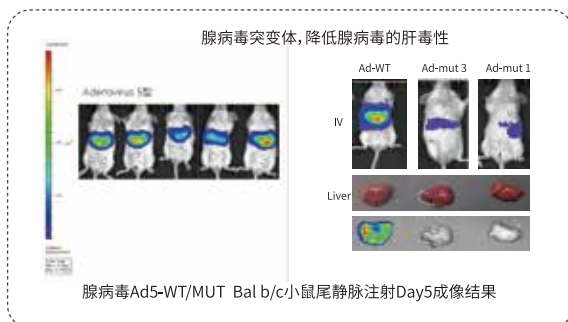 腺病毒突变体，降低腺病毒的肝毒性
Adenovirus 5型
Ad-WT Ad-mut 3 Ad-mut 1
IV
Liver
腺病毒Ad5-WT/MUT Bal b/c小鼠尾静脉注射Day5成像结果